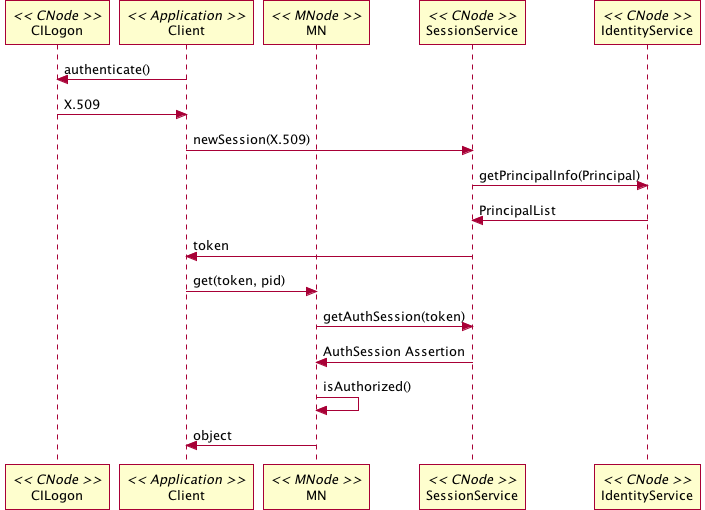 << CNode >>
CILogon
<< Application >>
Client
<< MNode >>
MN
<< CNode >>
SessionService
<< CNode >>
IdentityService
authenticate()
X.509
newSession(X.509)
getPrincipalInfo(Principal)
PrincipalList
token
get(token, pid)
getAuthSession(token)
AuthSession Assertion
isAuthorized()
object
<< CNode >>
CILogon
<< Application >>
Client
<< MNode >>
MN
<< CNode >>
SessionService
<< CNode >>
IdentityService